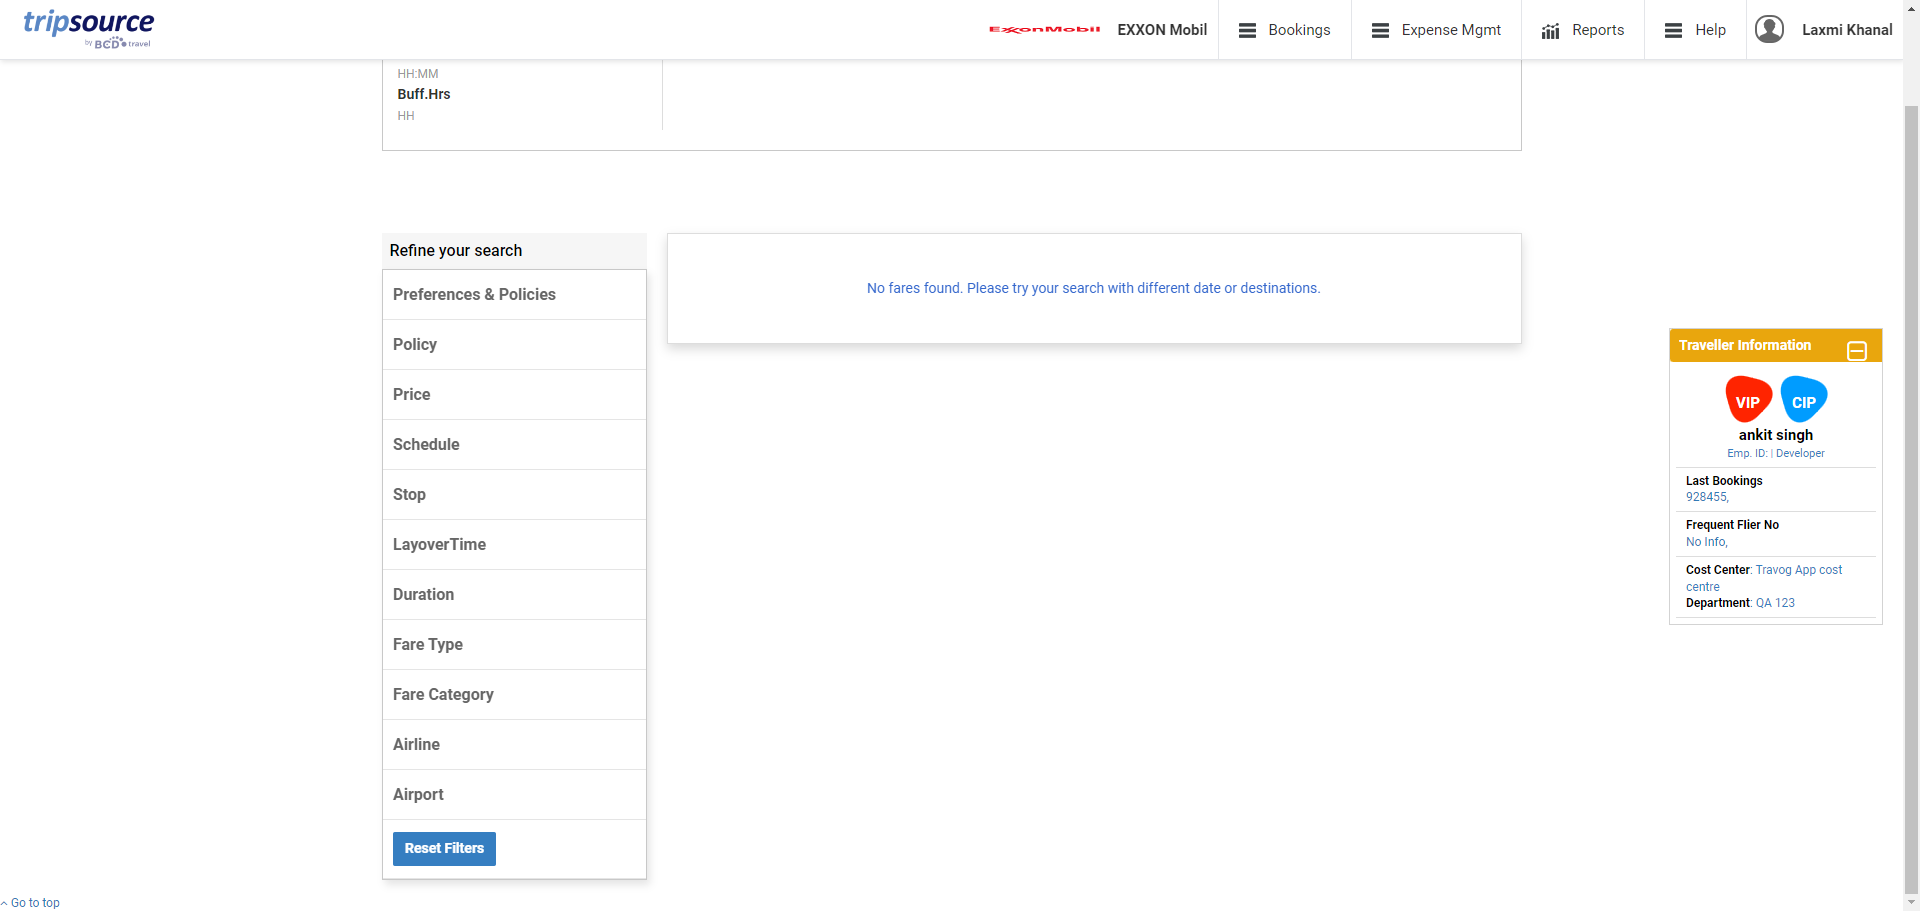 tripsource
by BCD travel
ExxonMobil
EXXON Mobil
Bookings
Expense Mgmt
Reports
Help
Laxmi Khanal
HH:MM
Buff.Hrs
HH
Refine your search
Preferences & Policies
Policy
Price
Schedule
Stop
LayoverTime
Duration
Fare Type
Fare Category
Airline
Airport
Reset Filters
No fares found. Please try your search with different date or destinations.
Traveller Information
VIP
CIP
ankit singh
Emp. ID: | Developer
Last Bookings
928455,
Frequent Flier No
No Info,
Cost Center: Travog App cost
centre
Department: QA 123
Go to top